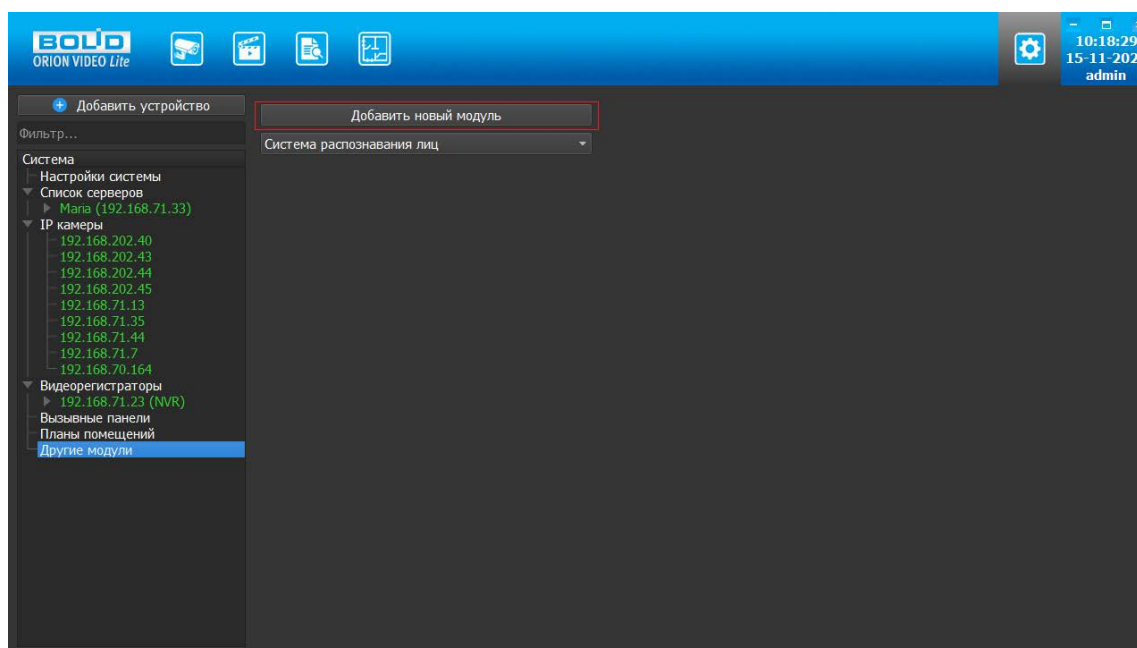 BOLID
ORION VIDEO Lite
10:18:29
15-11-202
admin
Добавить устройство
Добавить новый модуль
Фильтр...
Система распознавания лиц
Система
Настройки системы
Список серверов
Maria (192.168.71.33)
IP камеры
192.168.202.40
192.168.202.43
192.168.202.44
192.168.202.45
192.168.71.13
192.168.71.35
192.168.71.44
192.168.71.7
192.168.70.164
Видеорегистраторы
192.168.71.23 (NVR)
Вызывные панели
Планы помещений
Другие модули